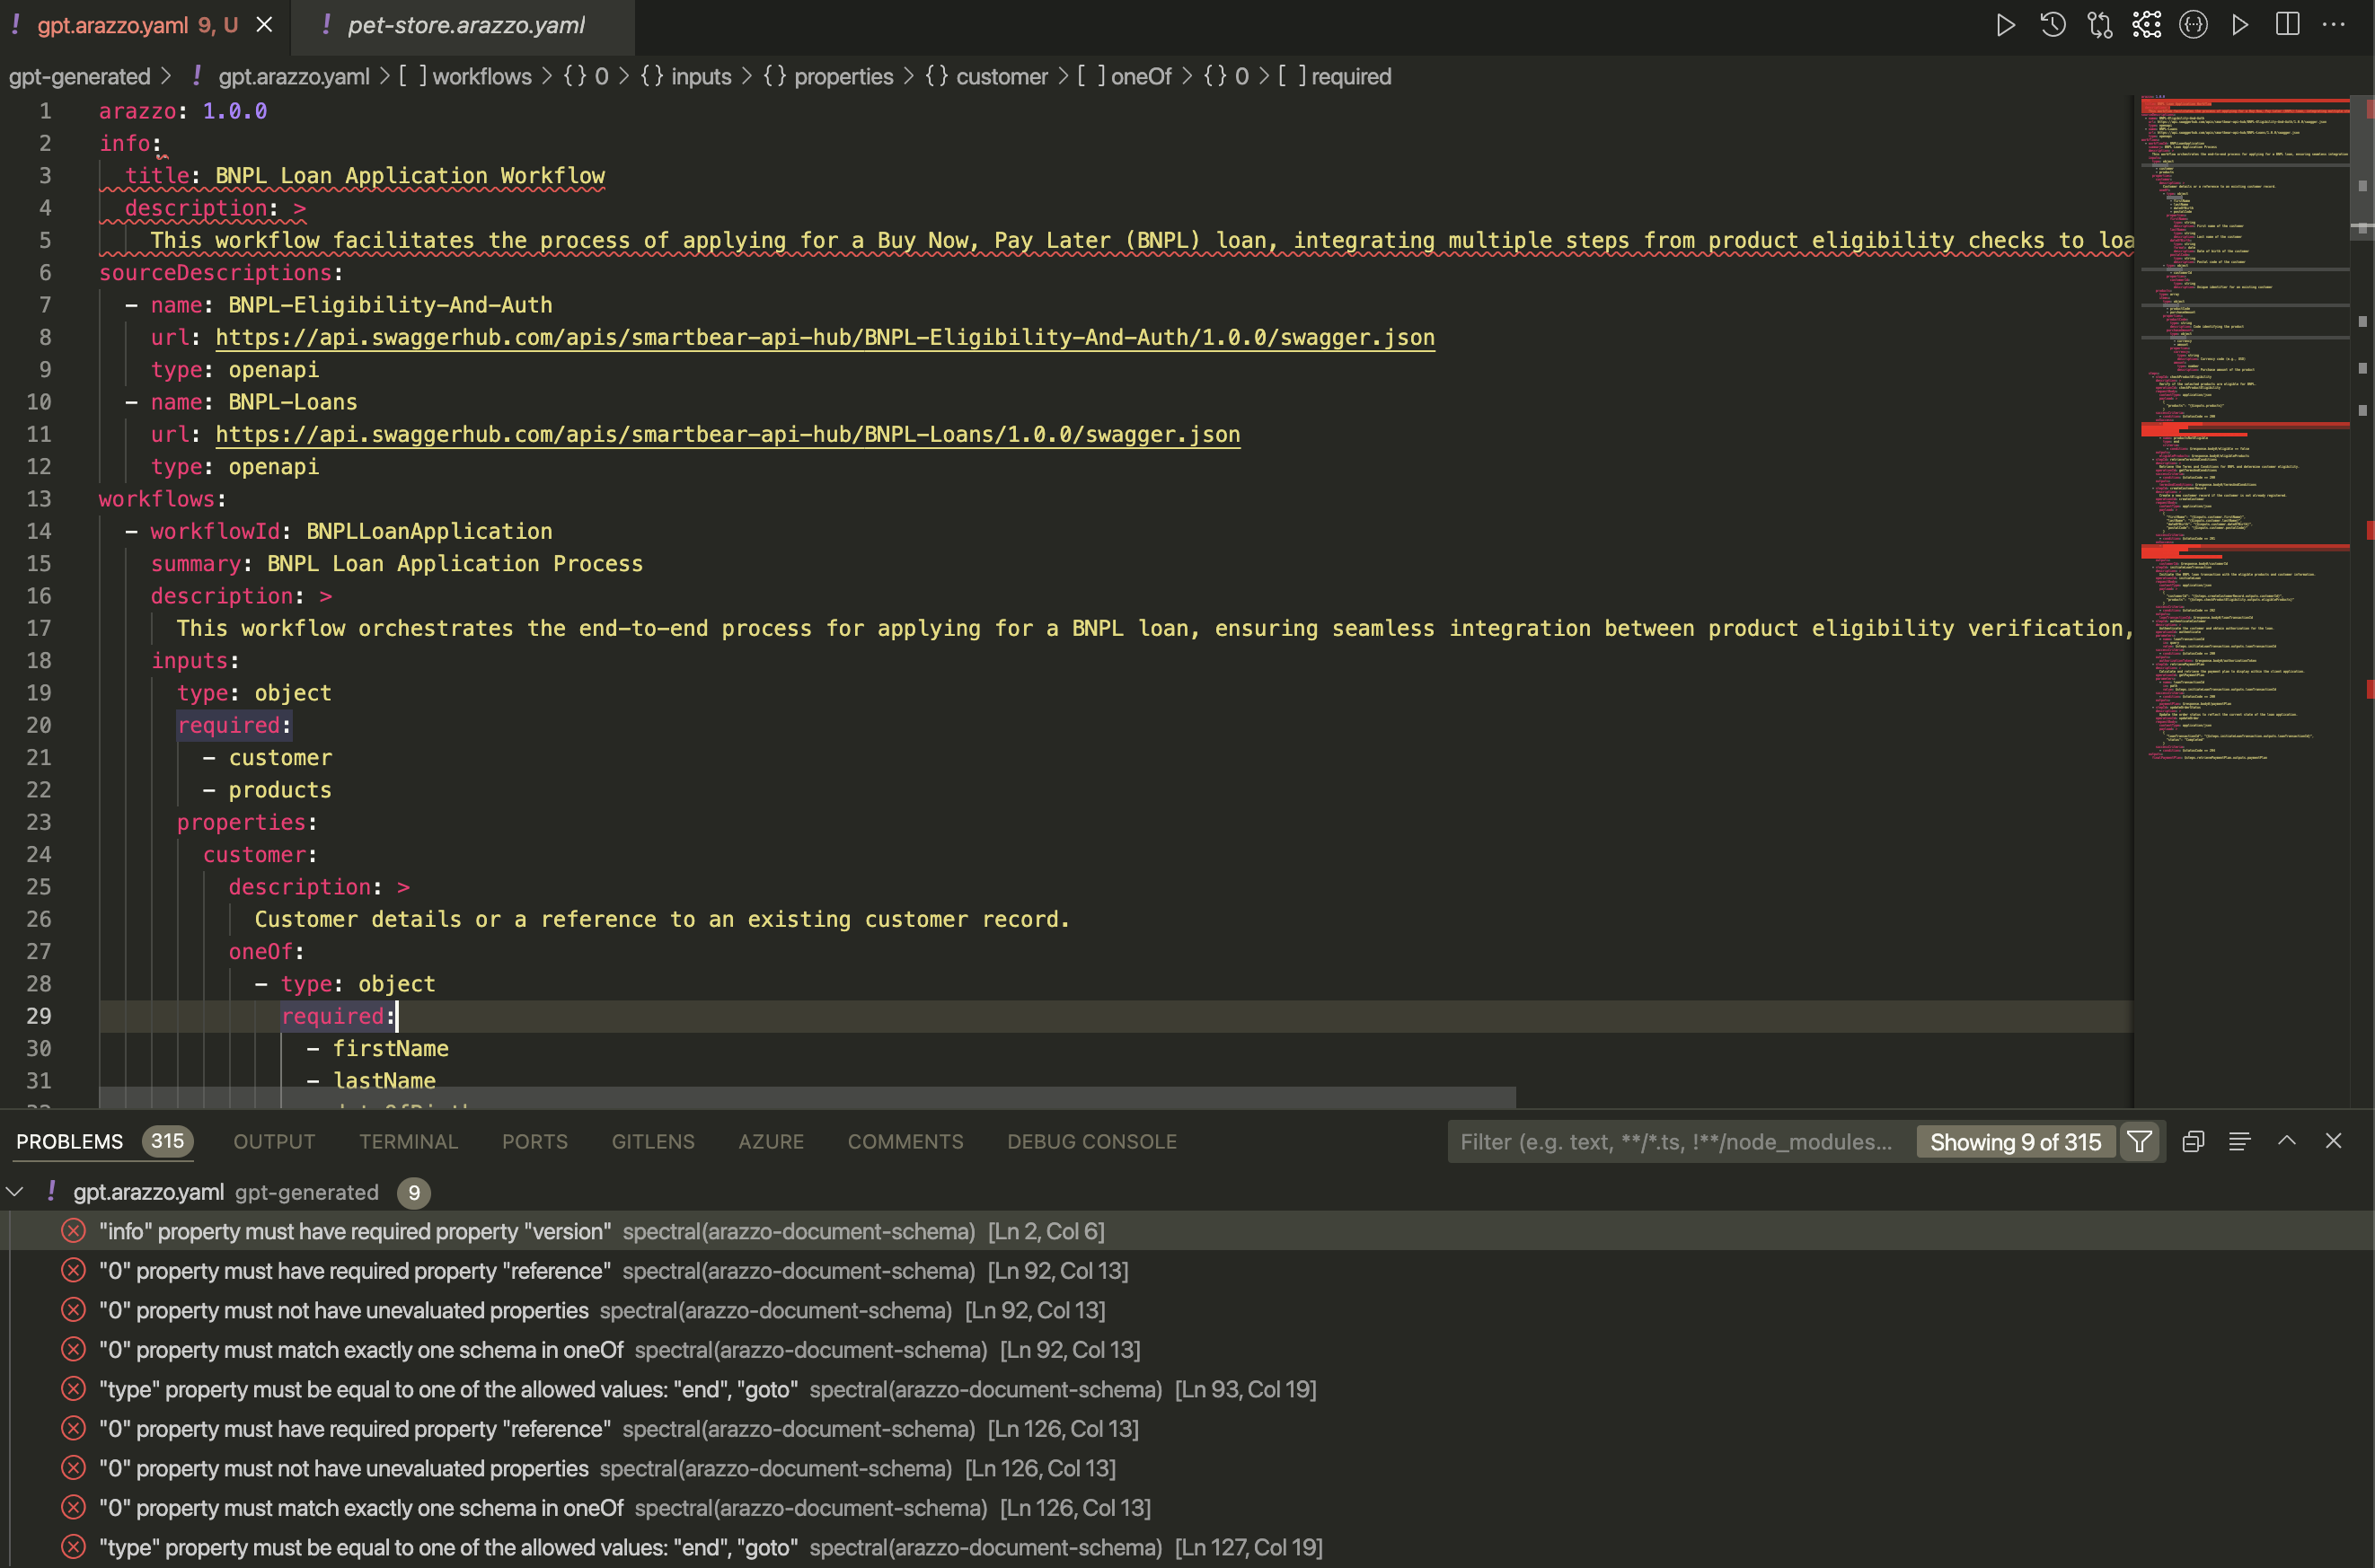 gpt.arazzo.yaml 9, U
pet-store.arazzo.yaml
gpt-generated > ! gpt.arazzo.yaml > [ ] workflows > {} 0 > {} inputs > {} properties > {} customer > [ ] oneOf > {} 0 > [ ] required
1 arazzo: 1.0.0
2 info:
3 title: BNPL Loan Application Workflow
4 description: >
5 This workflow facilitates the process of applying for a Buy Now, Pay Later (BNPL) loan, integrating multiple steps from product eligibility checks to loa
6 sourceDescriptions:
7 - name: BNPL-Eligibility-And-Auth
8 url: https://api.swaggerhub.com/apis/smartbear-api-hub/BNPL-Eligibility-And-Auth/1.0.0/swagger.json
9 type: openapi
10 - name: BNPL-Loans
11 url: https://api.swaggerhub.com/apis/smartbear-api-hub/BNPL-Loans/1.0.0/swagger.json
12 type: openapi
13 workflows:
14 - workflowId: BNPLLoanApplication
15 summary: BNPL Loan Application Process
16 description: >
17 This workflow orchestrates the end-to-end process for applying for a BNPL loan, ensuring seamless integration between product eligibility verification,
18 inputs:
19 type: object
20 required:
21 - customer
22 - products
23 properties:
24 customer:
25 description: >
26 Customer details or a reference to an existing customer record.
27 oneOf:
28 - type: object
29 required:
30 - firstName
31 - lastName
PROBLEMS 315 OUTPUT TERMINAL PORTS GITLENS AZURE COMMENTS DEBUG CONSOLE Filter (e.g. text, **/*.ts, !**/node_modules... Showing 9 of 315
gpt.arazzo.yaml gpt-generated 9
"info" property must have required property "version" spectral(arazzo-document-schema) [Ln 2, Col 6]
"0" property must have required property "reference" spectral(arazzo-document-schema) [Ln 92, Col 13]
"0" property must not have unevaluated properties spectral(arazzo-document-schema) [Ln 92, Col 13]
"0" property must match exactly one schema in oneOf spectral(arazzo-document-schema) [Ln 92, Col 13]
"type" property must be equal to one of the allowed values: "end", "goto" spectral(arazzo-document-schema) [Ln 93, Col 19]
"0" property must have required property "reference" spectral(arazzo-document-schema) [Ln 126, Col 13]
"0" property must not have unevaluated properties spectral(arazzo-document-schema) [Ln 126, Col 13]
"0" property must match exactly one schema in oneOf spectral(arazzo-document-schema) [Ln 126, Col 13]
"type" property must be equal to one of the allowed values: "end", "goto" spectral(arazzo-document-schema) [Ln 127, Col 19]